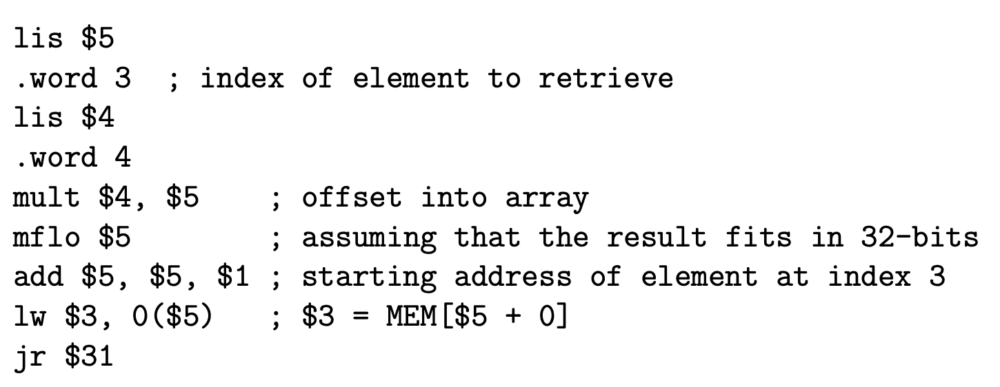 lis $5
.word 3  ; index of element to retrieve
lis $4
.word 4
mult $4, $5    ; offset into array
mflo $5        ; assuming that the result fits in 32-bits
add $5, $5, $1 ; starting address of element at index 3
lw $3, 0($5)   ; $3 = MEM[$5 + 0]
jr $31